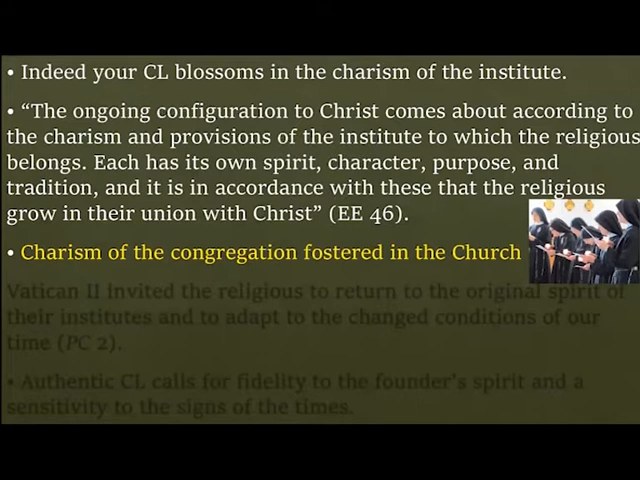 • Indeed your CL blossoms in the charism of the institute.
• “The ongoing configuration to Christ comes about according to
the charism and provisions of the institute to which the religious
belongs. Each has its own spirit, character, purpose, and
tradition, and it is in accordance with these that the religious
grow in their union with Christ” (EE 46).
• Charism of the congregation fostered in the Church
Vatican II invited the religious to return to the original spirit of
their institutes and to adapt to the changed conditions of our
time (PC 2).
• Authentic CL calls for fidelity to the founder's spirit and a
sensitivity to the signs of the times.